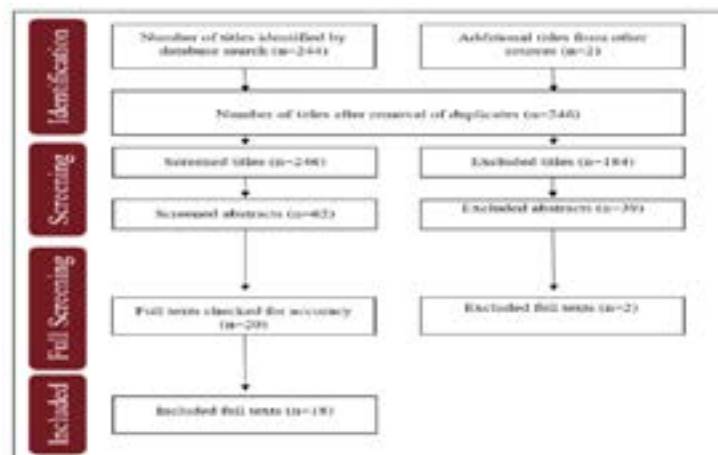 Identification
Number of titles identified by
database search (n=244)
Additional titles from other
sources (n=2)
Number of titles after removal of duplicates (n=246)
Screening
Screened titles (n=246)
Excluded titles (n=184)
Screened abstracts (n=62)
Excluded abstracts (n=39)
Full Screening
Full texts checked for accuracy
(n=20)
Excluded full texts (n=2)
Included
Included full texts (n=18)